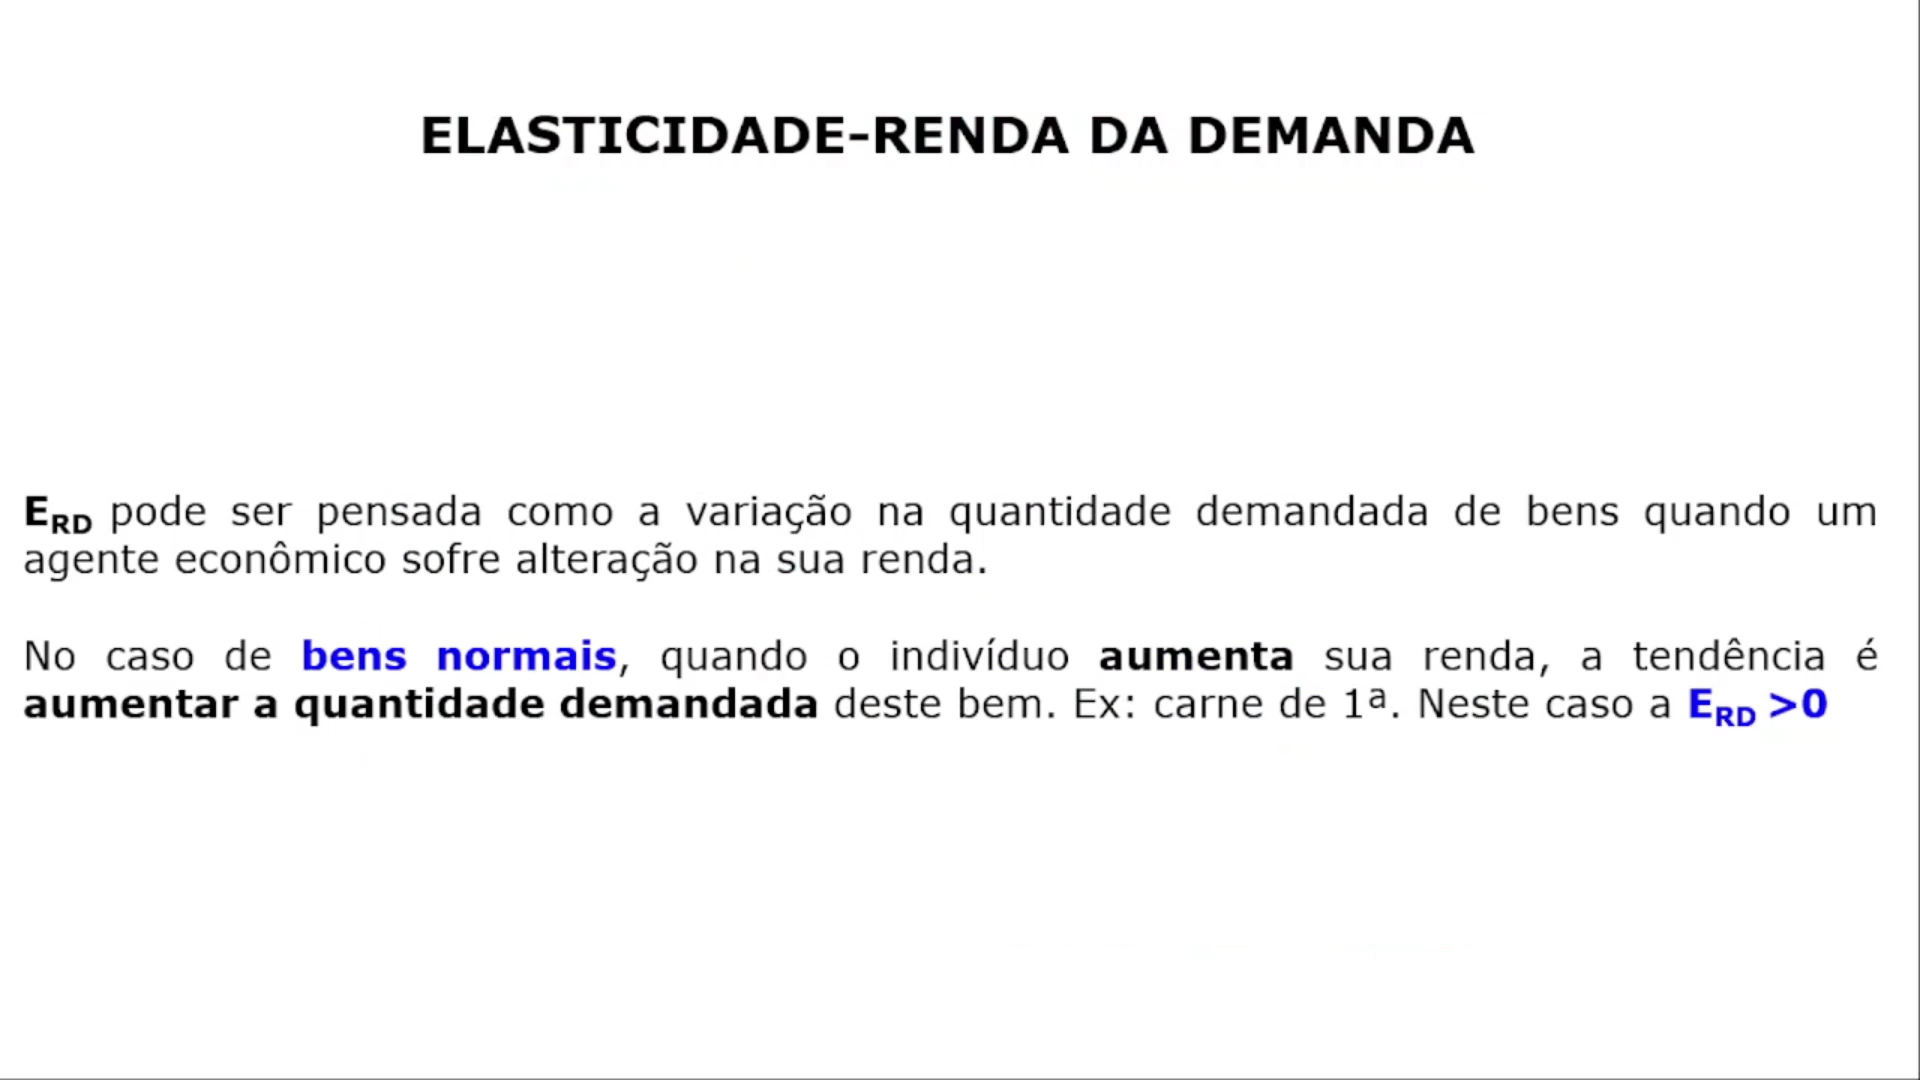 ELASTICIDADE-RENDA DA DEMANDA
ERD pode ser pensada como a variação na quantidade demandada de bens quando um
agente econômico sofre alteração na sua renda.
No caso de bens normais, quando o indivíduo aumenta sua renda, a tendência é
aumentar a quantidade demandada deste bem. Ex: carne de 1ª. Neste caso a ERD >0